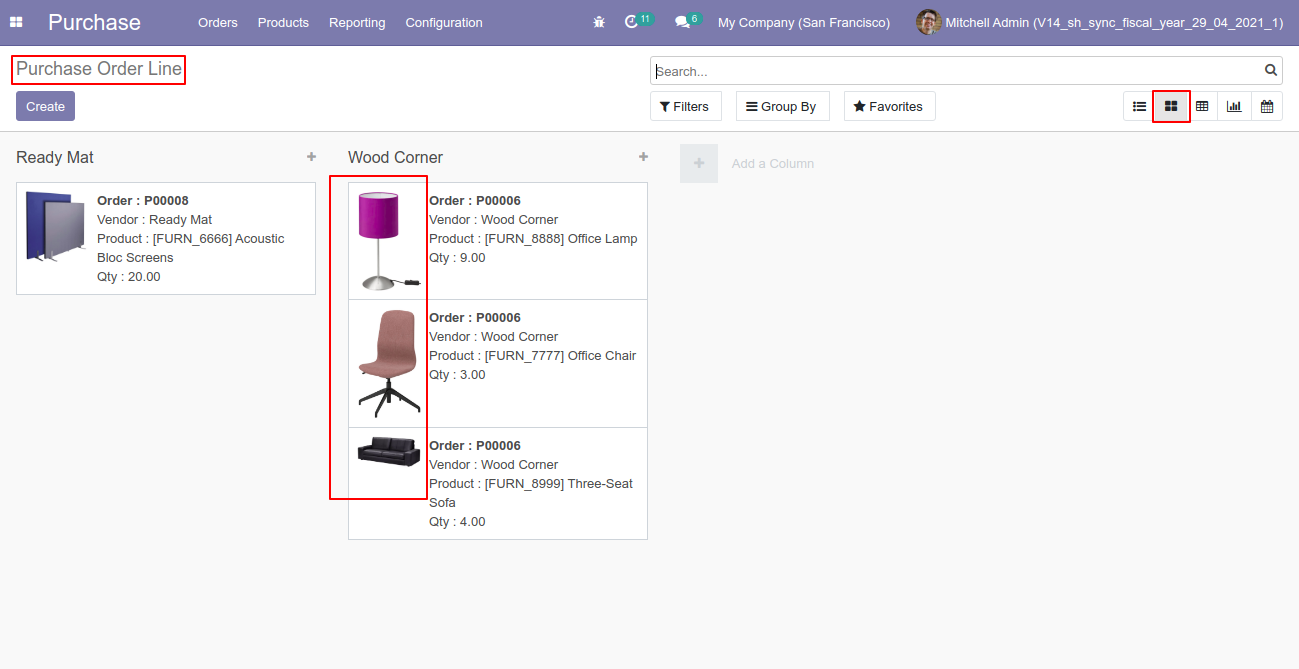 Purchase Orders Products Reporting Configuration 11 6 My Company (San Francisco) Mitchell Admin (V14_sh_sync_fiscal_year_29_04_2021_1)
Purchase Order Line
Search...
Create
Filters Group By Favorites
Ready Mat
Order : P00008
Vendor : Ready Mat
Product : [FURN_6666] Acoustic
Bloc Screens
Qty : 20.00
Wood Corner
Order : P00006
Vendor : Wood Corner
Product : [FURN_8888] Office Lamp
Qty : 9.00
Order : P00006
Vendor : Wood Corner
Product : [FURN_7777] Office Chair
Qty : 3.00
Order : P00006
Vendor : Wood Corner
Product : [FURN_8999] Three-Seat
Sofa
Qty : 4.00
Add a Column